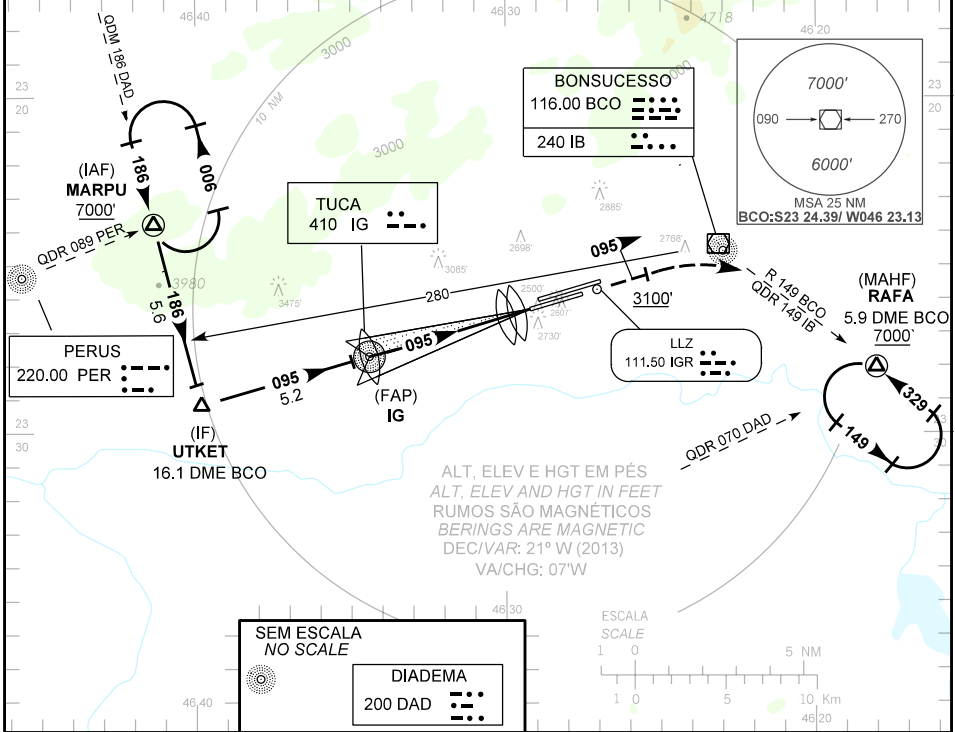 46:40
46:20
4718
QDM 186 DAD
3000
3000
10 NM
BONSUCESSO
116.00 BCO
240 IB
7000'
090
270
6000'
MSA 25 NM
BCO:S23 24.39/ W046 23.13
23
20
23
20
(IAF)
MARPU
7000'
186
006
QDR 089 PER
TUCA
410 IG
3000
2885'
2698'
2768'
095
3085'
3980
3475'
280
2500'
2607'
2730'
3100'
R 149 BCO
QDR 149 IB
(MAHF)
RAFA
5.9 DME BCO
7000'
186
5.6
PERUS
220.00 PER
095
5.2
095
(FAP)
IG
LLZ
111.50 IGR
329
149
QDR 070 DAD
23
30
23
30
(IF)
UTKET
16.1 DME BCO
ALT, ELEV E HGT EM PÉS
ALT, ELEV AND HGT IN FEET
RUMOS SÃO MAGNÉTICOS
BERINGS ARE MAGNETIC
DEC/VAR: 21º W (2013)
VA/CHG: 07'W
46:30
ESCALA
SCALE
1 0 5 NM
1 0 5 10 Km
SEM ESCALA
NO SCALE
DIADEMA
200 DAD
46:40
46:20